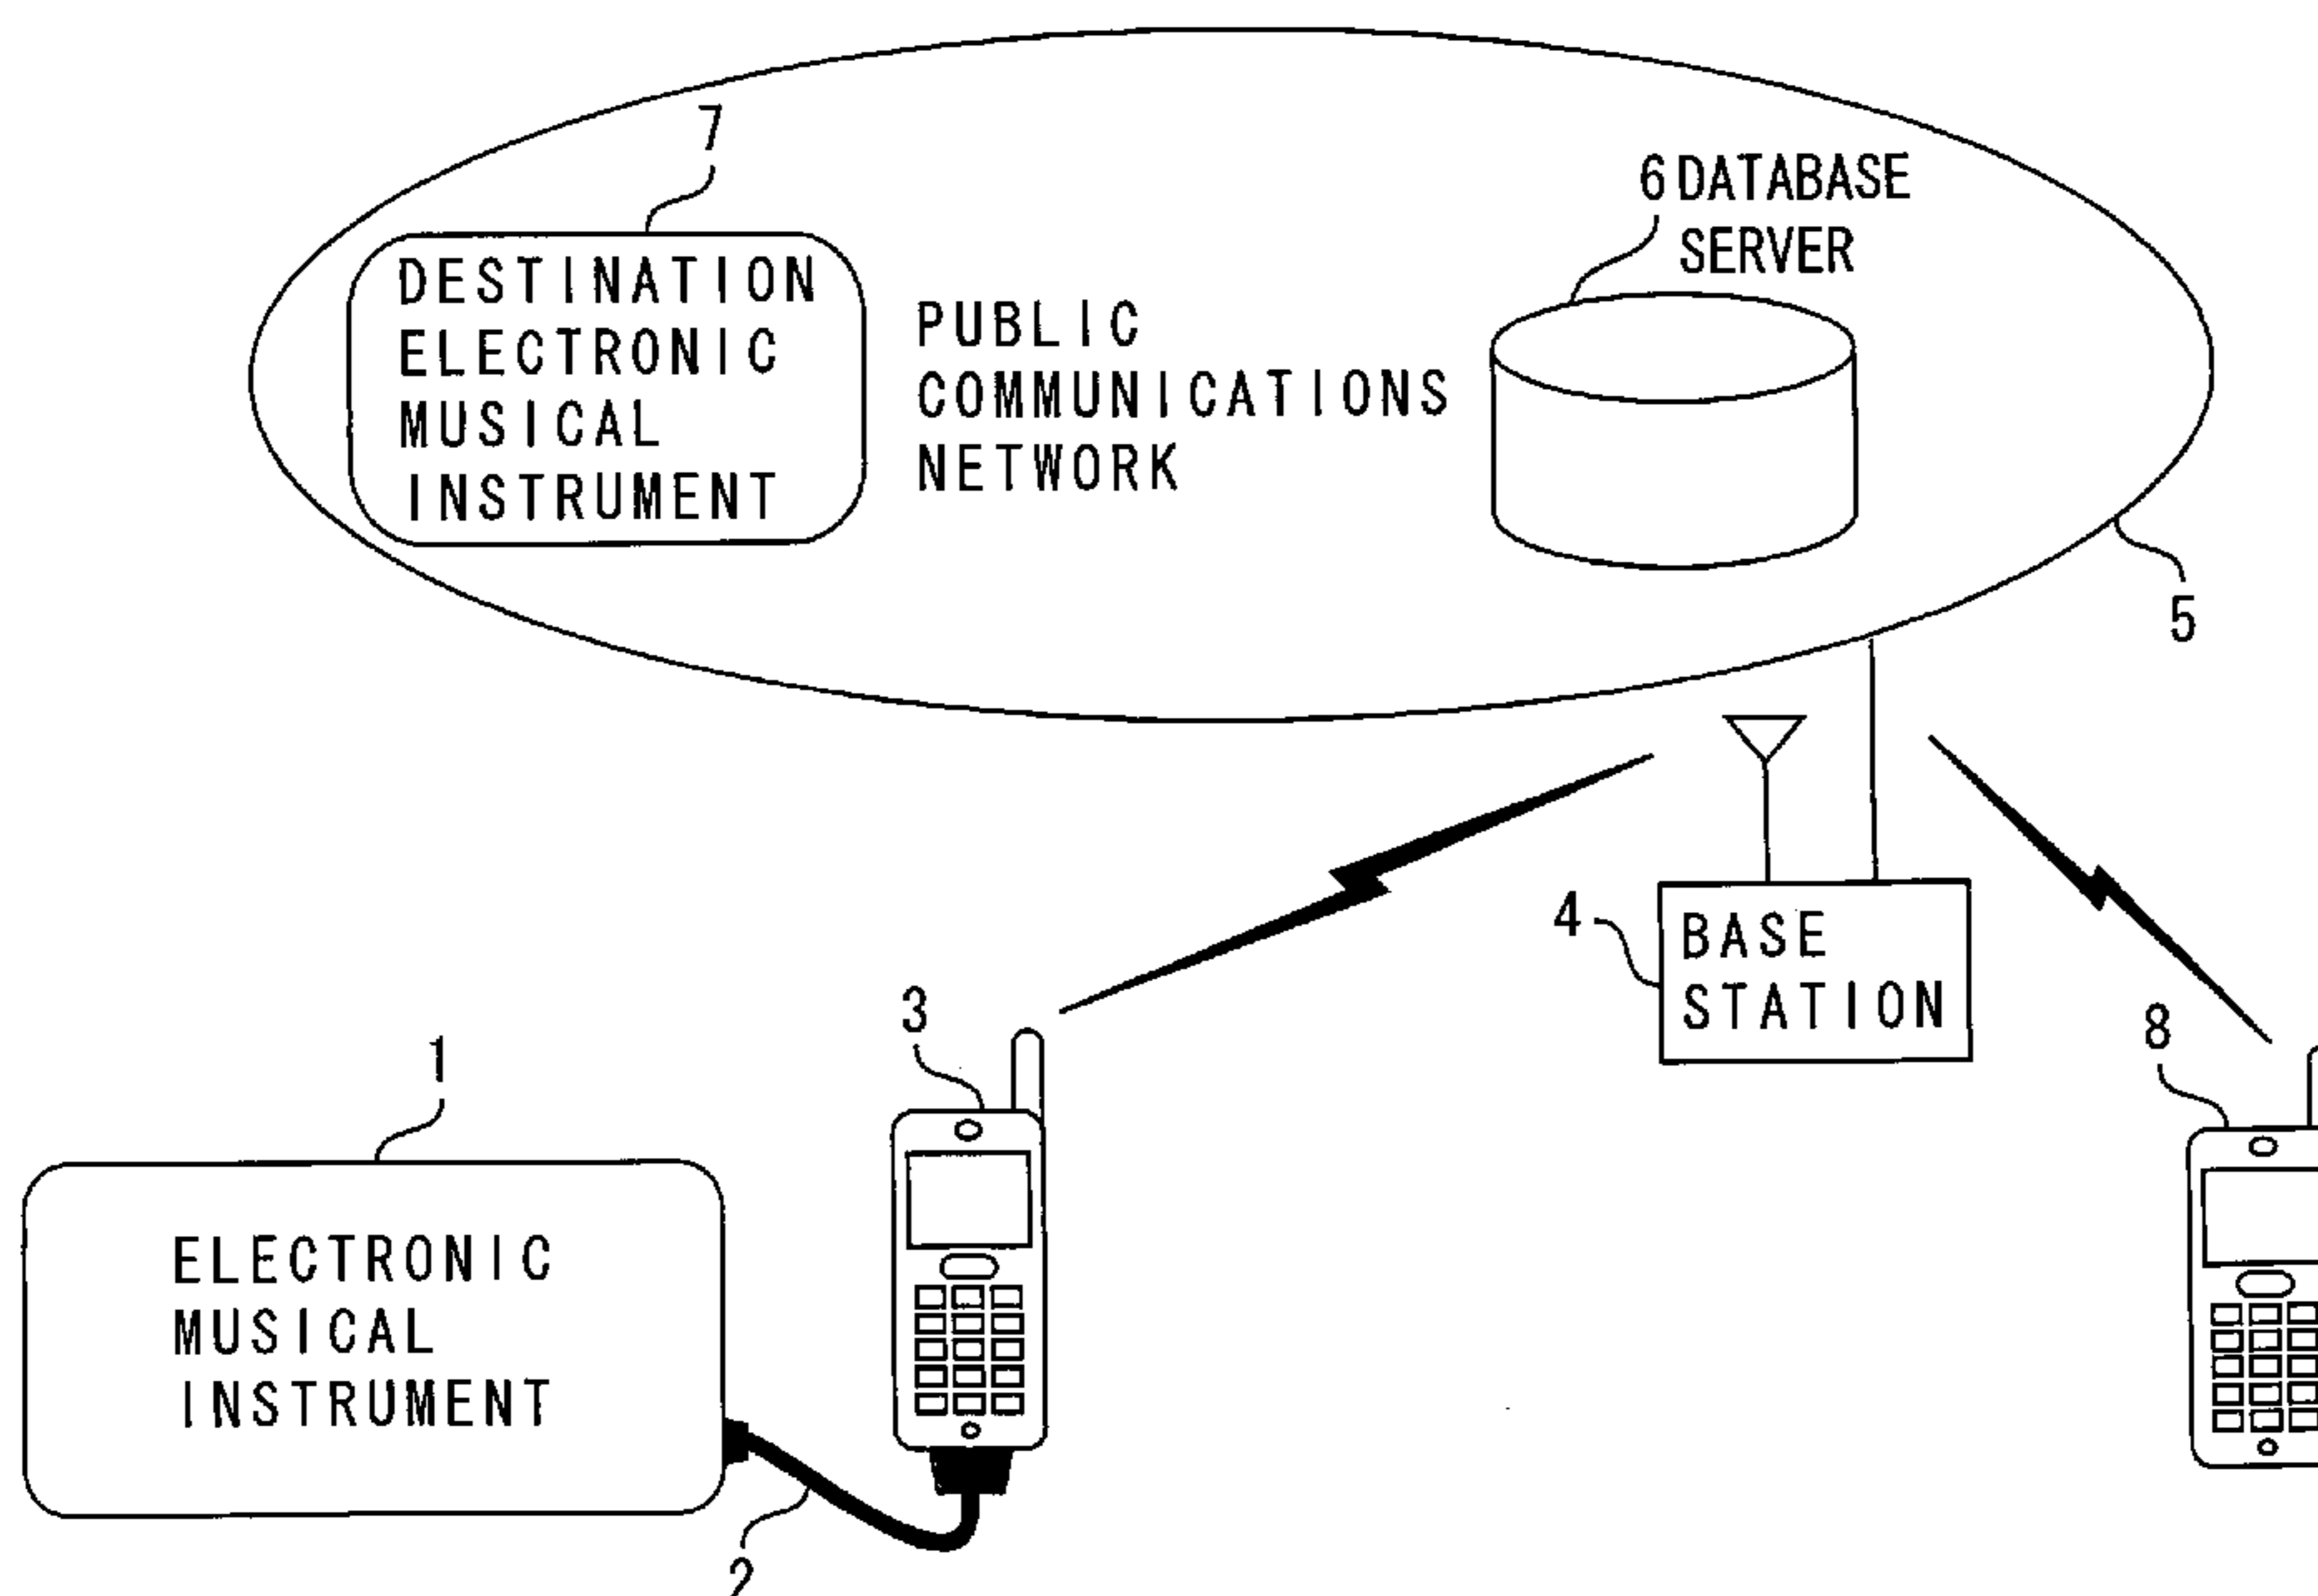 7
6 DATABASE
SERVER
DESTINATION
ELECTRONIC
MUSICAL
INSTRUMENT
PUBLIC
COMMUNICATIONS
NETWORK
5
4
BASE
STATION
3
8
1
ELECTRONIC
MUSICAL
INSTRUMENT
2